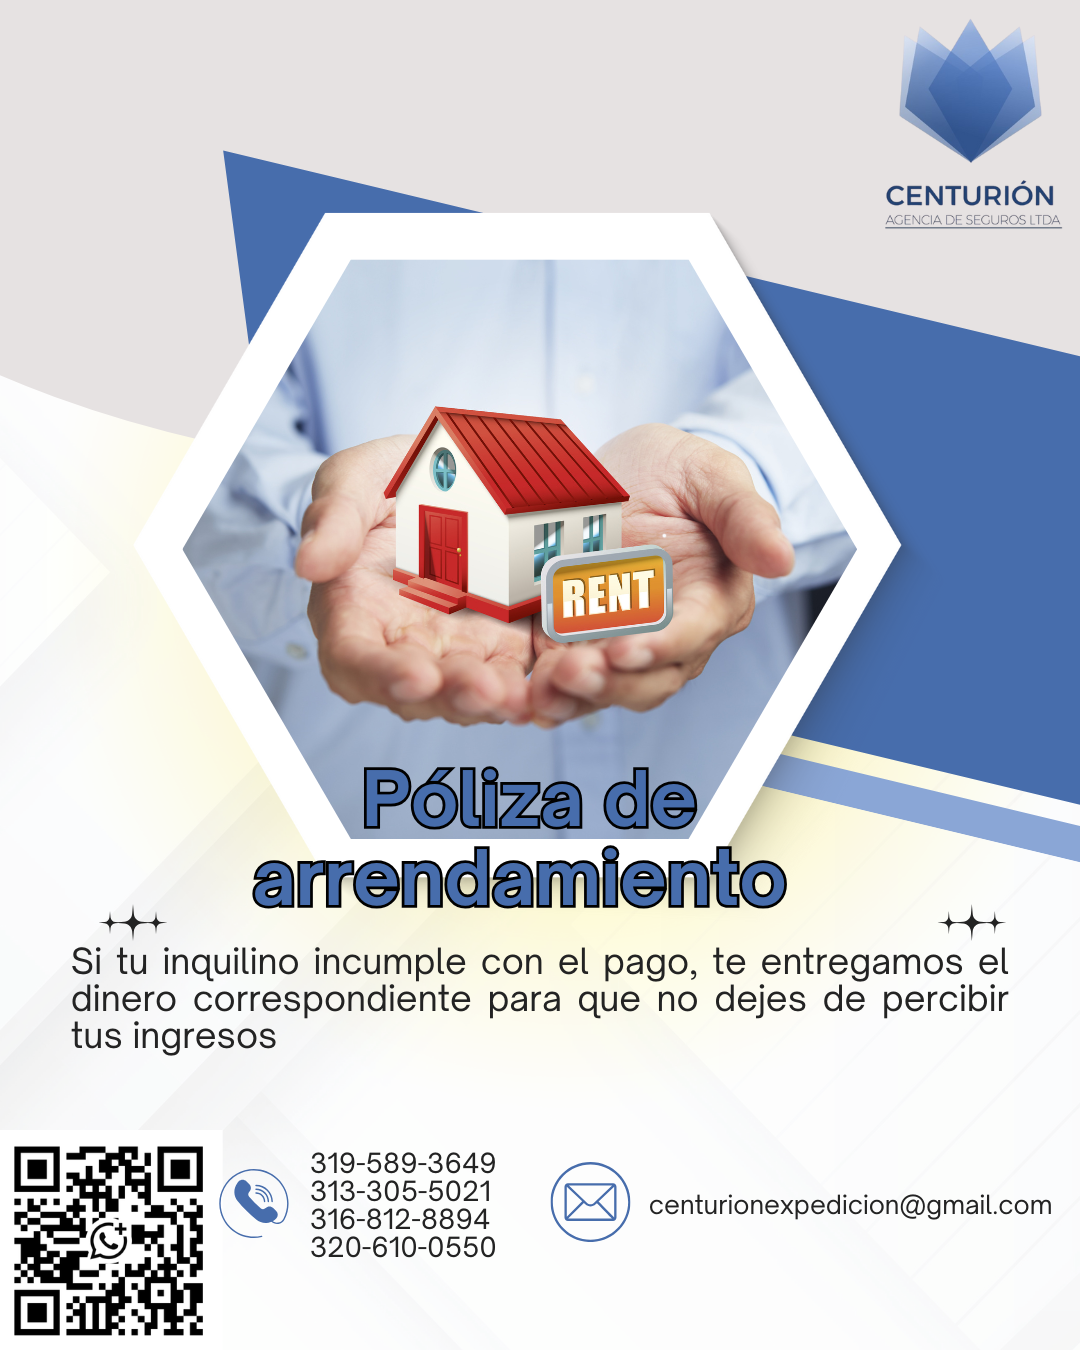 CENTURIÓN
AGENCIA DE SEGUROS LTDA
RENT
Póliza de
arrendamiento
Si tu inquilino incumple con el pago, te entregamos el
dinero correspondiente para que no dejes de percibir
tus ingresos
319-589-3649
313-305-5021
316-812-8894
320-610-0550
centurionexpedicion@gmail.com